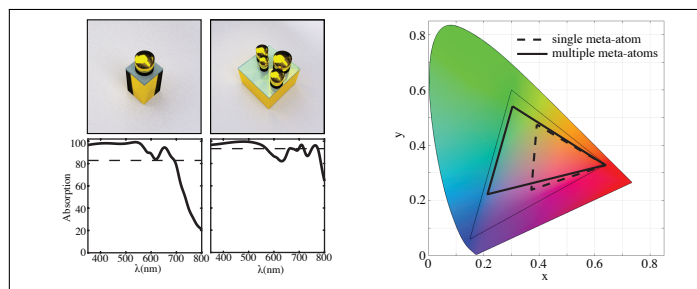 100
80
60
40
20
0
Absorption
400 500 600 700 800
λ(nm)
400 500 600 700 800
λ(nm)
0.8
0.6
0.4
0.2
0
y
single meta-atom
multiple meta-atoms
0 0.2 0.4 0.6 0.8
x